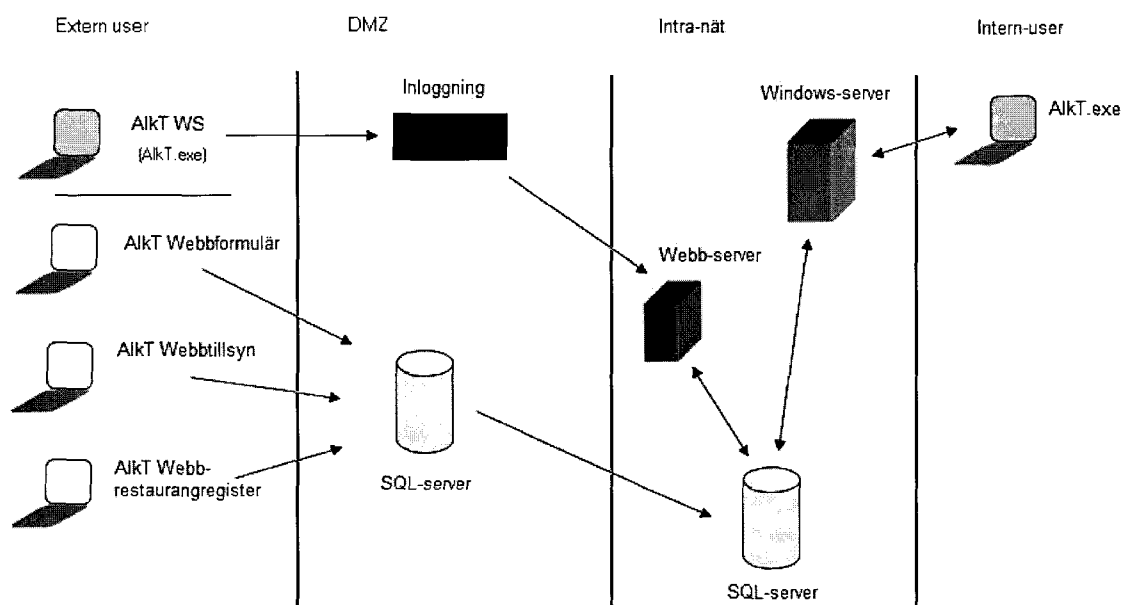 Extern user
DMZ
Intra-nät
Intern-user
Inloggning
Windows-server
AlkT WS
(AlkT.exe)
AlkT.exe
AlkT Webbformulär
Webb-server
AlkT Webbtillsyn
AlkT Webb-
restaurangregister
SQL-server
SQL-server